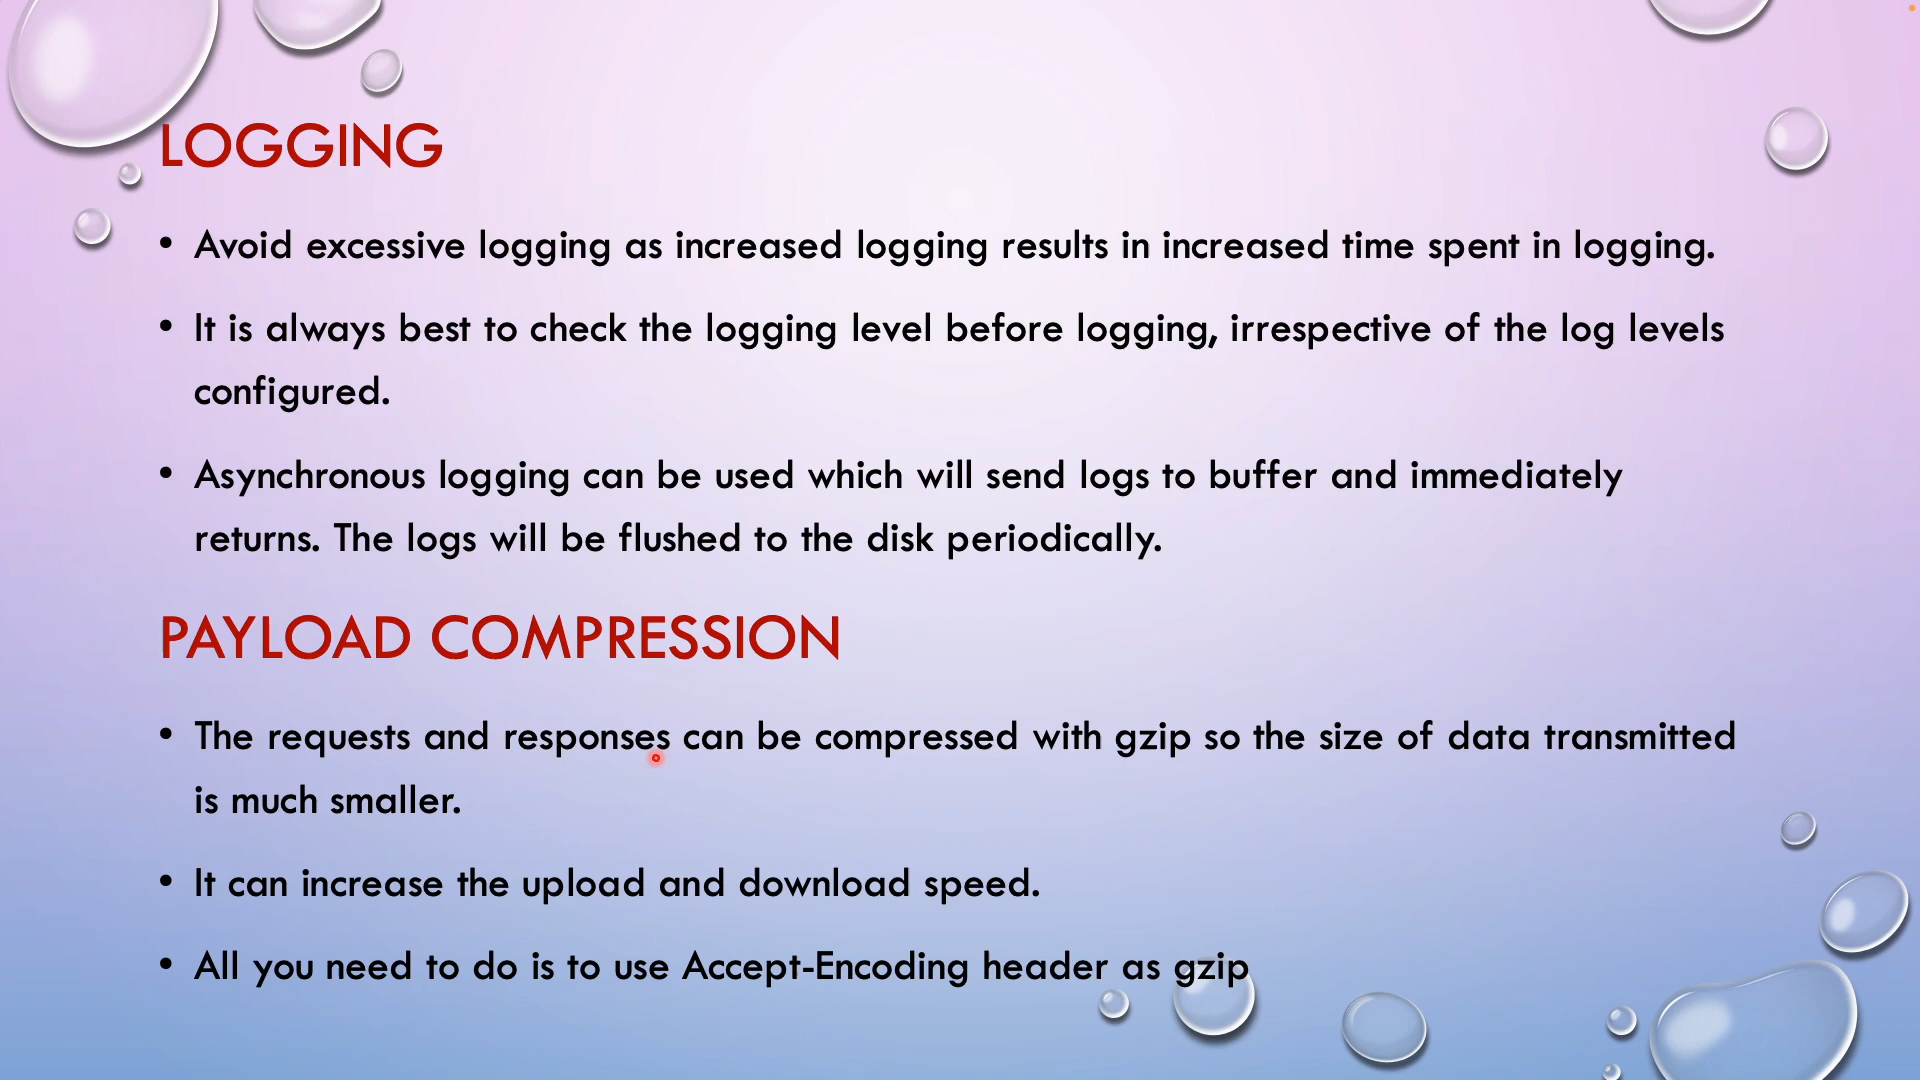 LOGGING
• Avoid excessive logging as increased logging results in increased time spent in logging.
• It is always best to check the logging level before logging, irrespective of the log levels
configured.
• Asynchronous logging can be used which will send logs to buffer and immediately
returns. The logs will be flushed to the disk periodically.
PAYLOAD COMPRESSION
• The requests and responses can be compressed with gzip so the size of data transmitted
is much smaller.
• It can increase the upload and download speed.
• All you need to do is to use Accept-Encoding header as gzip